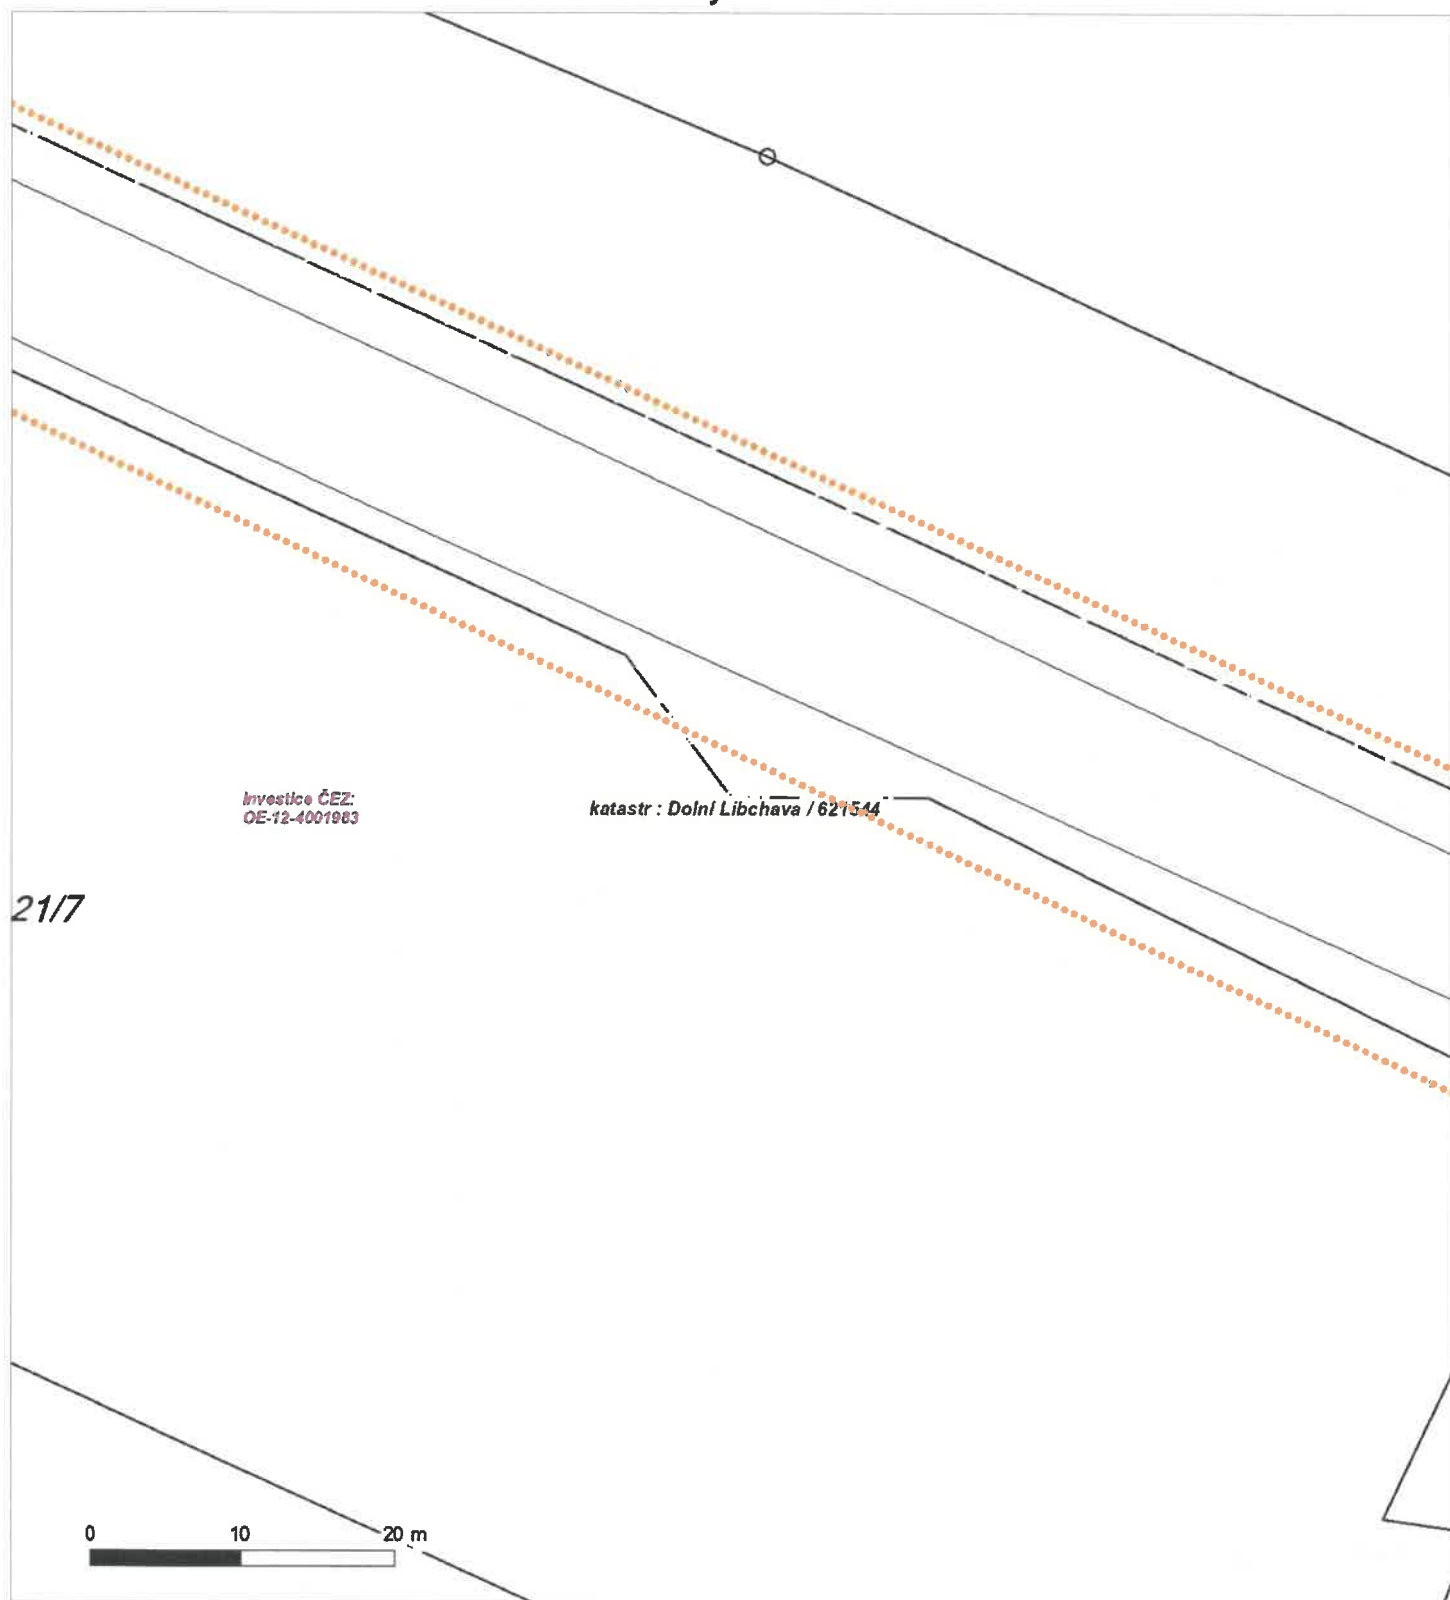 Investice ČEZ:
OE-12-4001983
katastr : Dolní Libchava / 621544
21/7
0 10 20 m